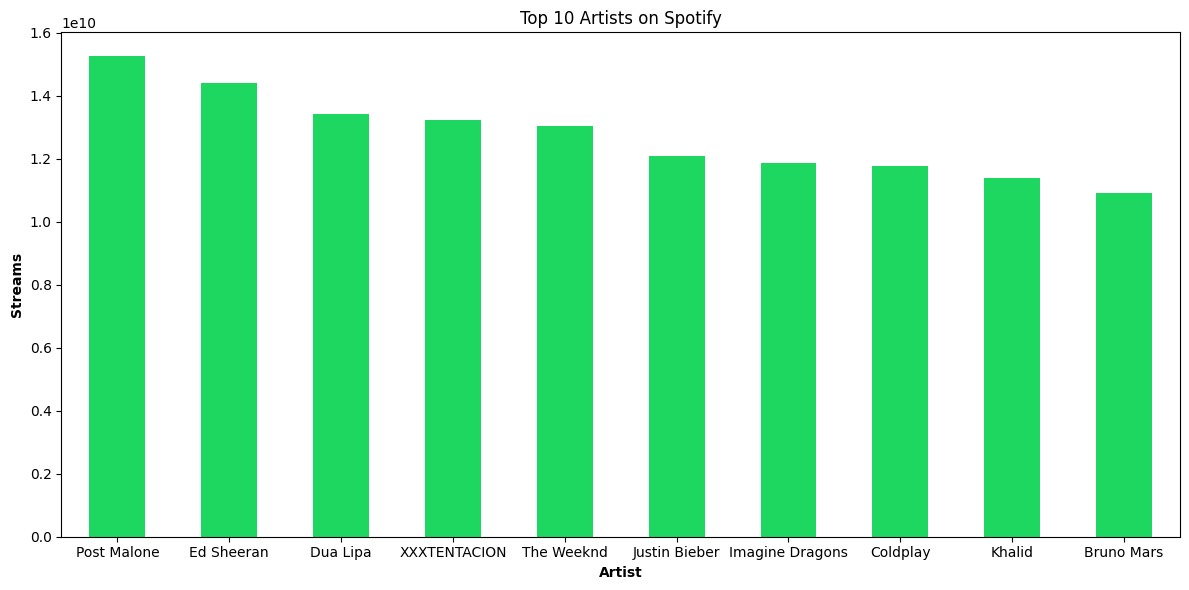 Top 10 Artists on Spotify
1e10
1.6
1.4
1.2
1.0
0.8
0.6
0.4
0.2
0.0
Streams
Post Malone Ed Sheeran Dua Lipa XXXTENTACION The Weeknd Justin Bieber Imagine Dragons Coldplay Khalid Bruno Mars
Artist